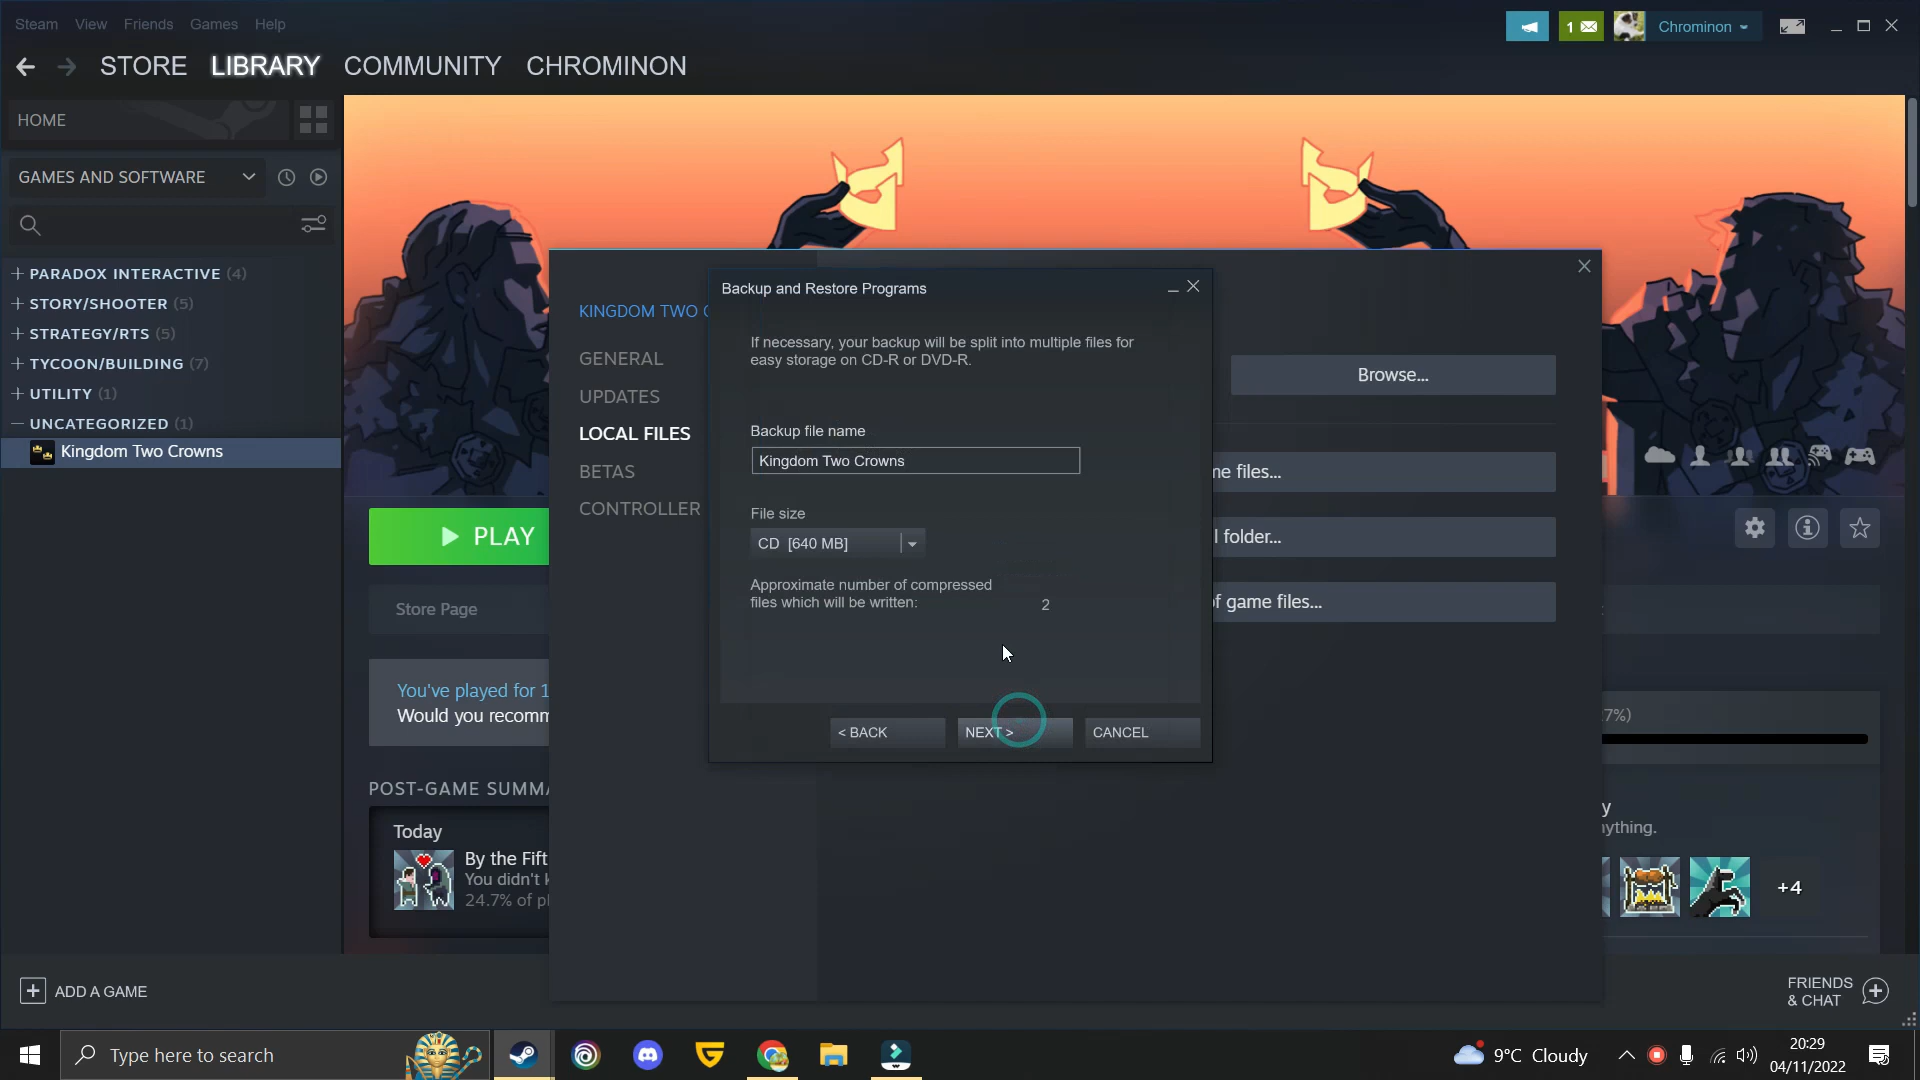 Steam View Friends Games Help
1
Chrominon
STORE LIBRARY COMMUNITY CHROMINON
HOME
GAMES AND SOFTWARE
PARADOX INTERACTIVE (4)
STORY/SHOOTER (5)
STRATEGY/RTS (5)
TYCOON/BUILDING (7)
UTILITY (1)
UNCATEGORIZED (1)
Kingdom Two Crowns
PLAY
Store Page
You've played for 1
Would you recomm
POST-GAME SUMMA
Today
By the Fift
You didn't k
24.7% of pl
KINGDOM TWO C
GENERAL
UPDATES
LOCAL FILES
BETAS
CONTROLLER
Browse...
me files...
l folder...
of game files...
Backup and Restore Programs
If necessary, your backup will be split into multiple files for
easy storage on CD-R or DVD-R.
Backup file name
Kingdom Two Crowns
File size
CD [640 MB]
Approximate number of compressed
files which will be written:
2
< BACK
NEXT >
CANCEL
7%)
y
ything.
+4
ADD A GAME
FRIENDS
& CHAT
Type here to search
9°C Cloudy
20:29
04/11/2022